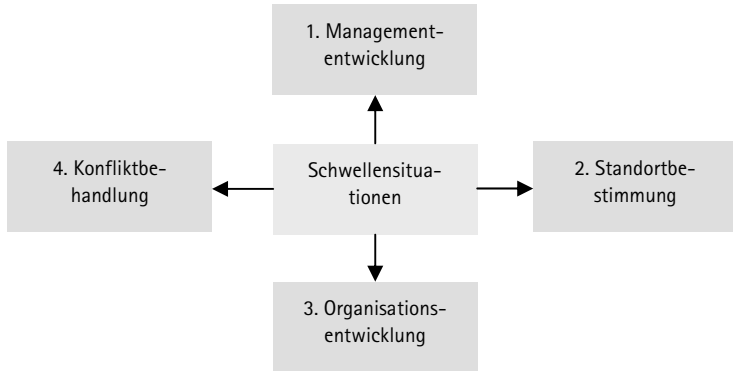 1. Management-
entwicklung
4. Konfliktbe-
handlung
Schwellensitua-
tionen
2. Standortbe-
stimmung
3. Organisations-
entwicklung